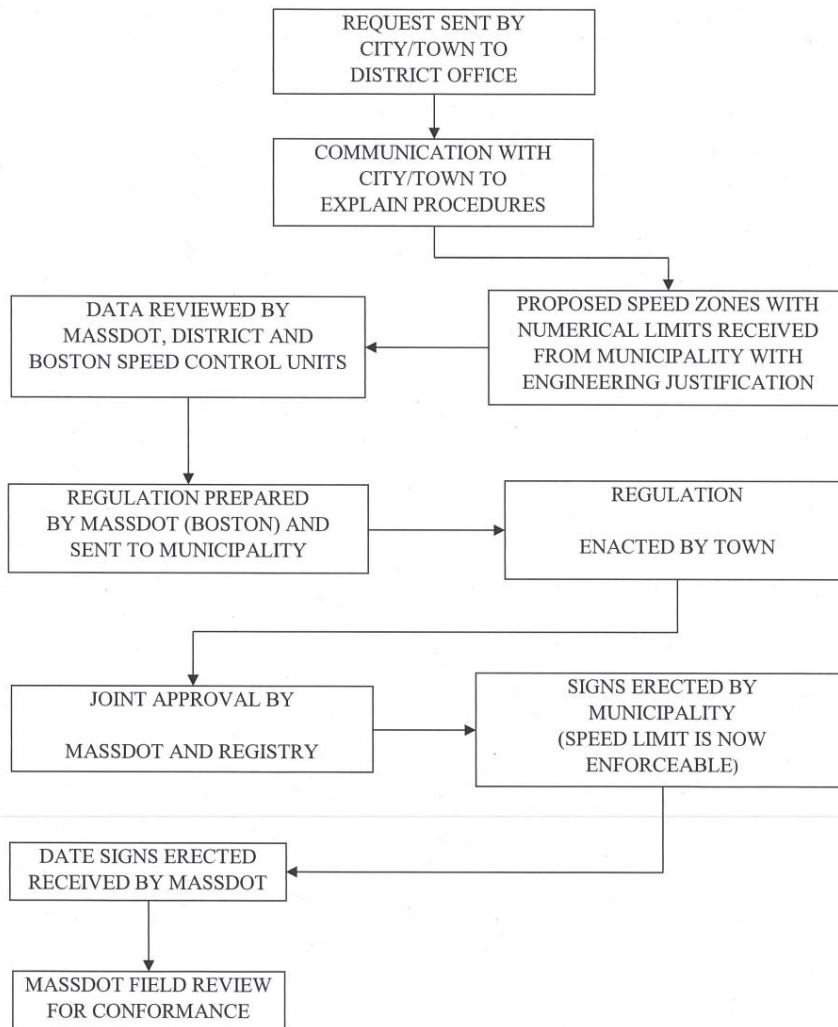 REQUEST SENT BY
CITY/TOWN TO
DISTRICT OFFICE
COMMUNICATION WITH
CITY/TOWN TO
EXPLAIN PROCEDURES
PROPOSED SPEED ZONES WITH
NUMERICAL LIMITS RECEIVED
FROM MUNICIPALITY WITH
ENGINEERING JUSTIFICATION
DATA REVIEWED BY
MASSDOT, DISTRICT AND
BOSTON SPEED CONTROL UNITS
REGULATION PREPARED
BY MASSDOT (BOSTON) AND
SENT TO MUNICIPALITY
REGULATION
ENACTED BY TOWN
JOINT APPROVAL BY
MASSDOT AND REGISTRY
SIGNS ERECTED BY
MUNICIPALITY
(SPEED LIMIT IS NOW
ENFORCEABLE)
DATE SIGNS ERECTED
RECEIVED BY MASSDOT
MASSDOT FIELD REVIEW
FOR CONFORMANCE